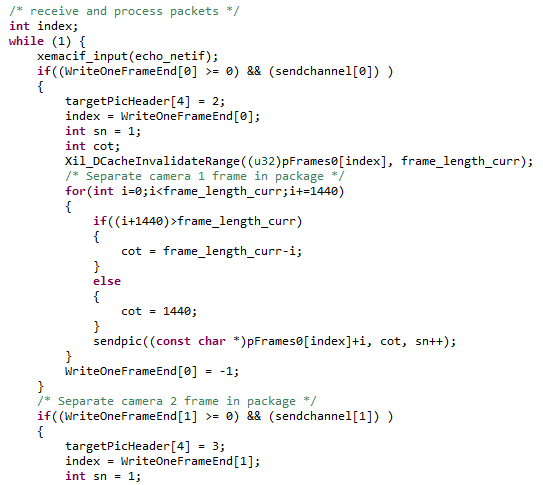 /* receive and process packets */
int index;
while (1) {
    xemacif_input(echo_netif);
    if((WriteOneFrameEnd[0] >= 0) && (sendchannel[0]) )
    {
        targetPicHeader[4] = 2;
        index = WriteOneFrameEnd[0];
        int sn = 1;
        int cot;
        Xil_DCacheInvalidateRange((u32)pFrames0[index], frame_length_curr);
        /* Separate camera 1 frame in package */
        for(int i=0;i<frame_length_curr;i+=1440)
        {
            if((i+1440)>frame_length_curr)
            {
                cot = frame_length_curr-i;
            }
            else
            {
                cot = 1440;
            }
            sendpic((const char *)pFrames0[index]+i, cot, sn++);
        }
        WriteOneFrameEnd[0] = -1;
    }
    /* Separate camera 2 frame in package */
    if((WriteOneFrameEnd[1] >= 0) && (sendchannel[1]) )
    {
        targetPicHeader[4] = 3;
        index = WriteOneFrameEnd[1];
        int sn = 1;